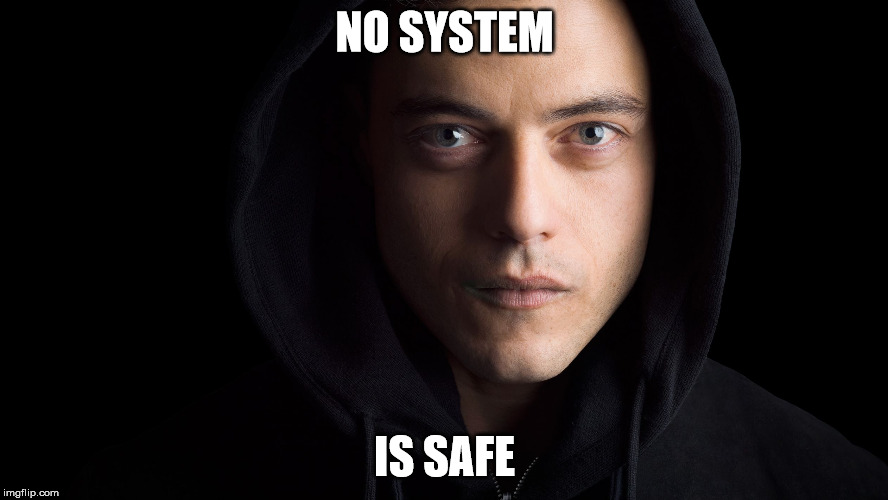 NO SYSTEM
IS SAFE
imgflip.com